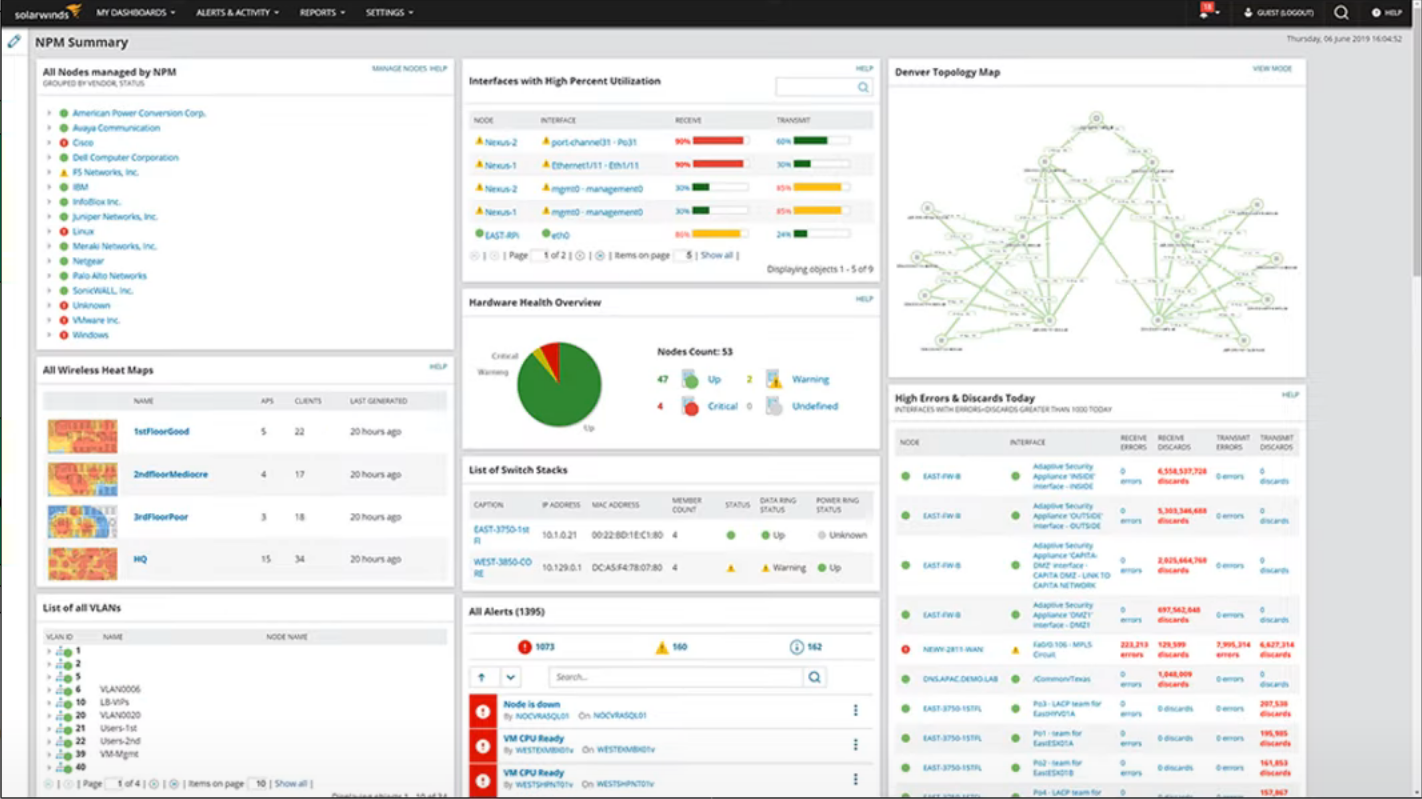 solarwinds MY DASHBOARDS ALERTS & ACTIVITY REPORTS SETTINGS GUEST (LOGOUT) HELP
NPM Summary
Thursday, 06 June 2019 16:04:52
All Nodes managed by NPM MANAGE NODES HELP
GROUPED BY VENDOR, STATUS
American Power Conversion Corp.
Avaya Communication
Cisco
Dell Computer Corporation
F5 Networks, Inc.
IBM
InfoBlox Inc.
Juniper Networks, Inc.
Linux
Meraki Networks, Inc.
Netgear
Palo Alto Networks
SonicWALL, Inc.
Unknown
VMware Inc.
Windows
All Wireless Heat Maps HELP
NAME APS CLIENTS LAST GENERATED
1stFloorGood 5 22 20 hours ago
2ndfloorMediocre 4 17 20 hours ago
3rdFloorPoor 3 18 20 hours ago
HQ 15 34 20 hours ago
List of all VLANs
VLAN ID NAME NODE NAME
1
2
5
6 VLAN0006
10 LB-VIPs
20 VLAN0020
21 Users-1st
22 Users-2nd
39 VM-Mgmt
40
Page 1 of 4 Items on page 10 Show all
Interfaces with High Percent Utilization HELP
NODE INTERFACE RECEIVE TRANSMIT
Nexus-2 port-channel31 - Po31 90% 60%
Nexus-1 Ethernet1/11 - Eth1/11 90% 30%
Nexus-2 mgmt0 - management0 30% 85%
Nexus-1 mgmt0 - management0 30% 85%
EAST-RPi eth0 24%
Page 1 of 2 Items on page 5 Show all
Displaying objects 1 - 5 of 9
Hardware Health Overview HELP
Critical
Warning
Up
Nodes Count: 53
47 Up 2 Warning
4 Critical 0 Undefined
List of Switch Stacks
CAPTION IP ADDRESS MAC ADDRESS MEMBER COUNT STATUS DATA RING STATUS POWER RING STATUS
EAST-3750-1st
Fl 10.1.0.21 00:22:BD:1E:C1:80 4 Up Unknown
WEST-3850-CO
RE 10.129.0.1 DC:A5:F4:78:07:80 4 Warning Up
All Alerts (1395)
1073 160 162
Search...
Node is down
By NOCVRASQL01 On NOCVRASQL01
VM CPU Ready
By WESTEXMBX01v On WESTEXMBX01v
VM CPU Ready
By WESTSHPNT01v On WESTSHPNT01v
Denver Topology Map VIEW MODE
High Errors & Discards Today HELP
INTERFACES WITH ERRORS+DISCARDS GREATER THAN 1000 TODAY
NODE INTERFACE RECEIVE ERRORS RECEIVE DISCARDS TRANSMIT ERRORS TRANSMIT DISCARDS
EAST-FW-B Adaptive Security Appliance 'INSIDE' interface - INSIDE 0 errors 6,558,537,728 discards 0 errors 0 discards
EAST-FW-B Adaptive Security Appliance 'OUTSIDE' interface - OUTSIDE 0 errors 5,303,346,688 discards 0 errors 0 discards
EAST-FW-B Adaptive Security Appliance 'CAPITA-DMZ' interface - CAPITA DMZ - LINK TO CAPITA NETWORK 0 errors 2,025,664,768 discards 0 errors 0 discards
EAST-FW-B Adaptive Security Appliance 'DMZ1' interface - DMZ1 0 errors 697,562,848 discards 0 errors 0 discards
NEWY-2811-WAN Fa0/0.106 - MPLS Circuit 223,213 errors 129,599 discards 7,995,314 errors 6,627,314 discards
DNS.APAC.DEMO.LAB /Common/Texas 0 errors 1,048,009 discards 0 errors 0 discards
EAST-3750-1STFL Po3 - LACP team for EastHYV01A 0 errors 0 discards 0 errors 207,538 discards
EAST-3750-1STFL Po1 - team for EastESX01A 0 errors 0 discards 0 errors 195,985 discards
EAST-3750-1STFL Po2 - team for EastESX01B 0 errors 0 discards 0 errors 161,853 discards
EAST-3750-1STFL Po4 - LACP team for 0 0 discards 0 errors 157,867